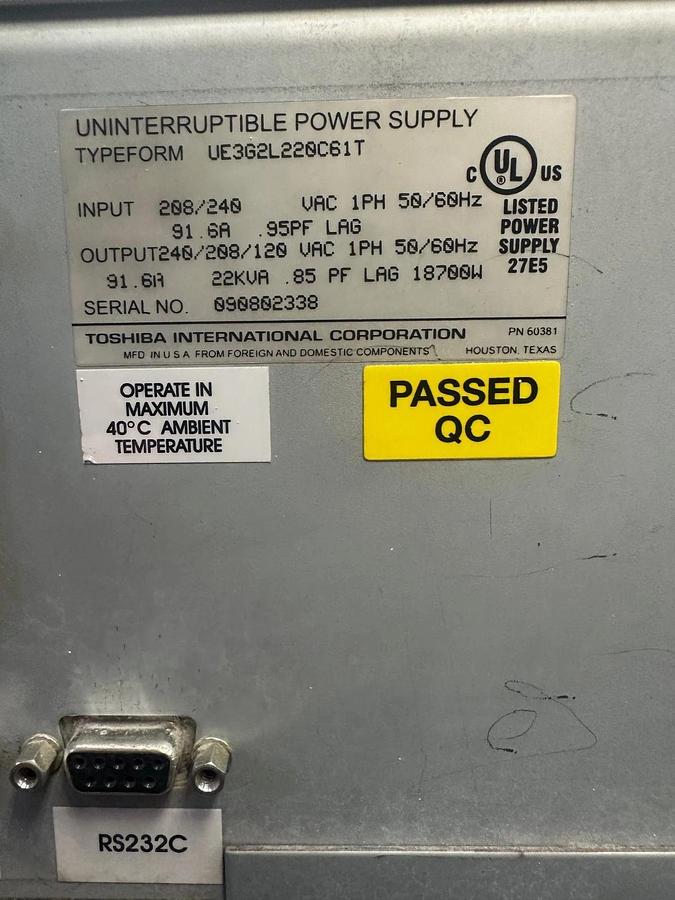 UNINTERRUPTIBLE POWER SUPPLY
TYPEFORM UE3G2L220C61T
C UL ® US
INPUT 208/240 VAC 1PH 50/60Hz
91.6A .95PF LAG
OUTPUT240/208/120 VAC 1PH 50/60Hz
91.6A 22KVA .85 PF LAG 18700W
SERIAL NO. 090802338
LISTED
POWER
SUPPLY
27E5
TOSHIBA INTERNATIONAL CORPORATION PN 60381
MFD IN U S A FROM FOREIGN AND DOMESTIC COMPONENTS HOUSTON, TEXAS
OPERATE IN
MAXIMUM
40°C AMBIENT
TEMPERATURE
PASSED
QC
RS232C